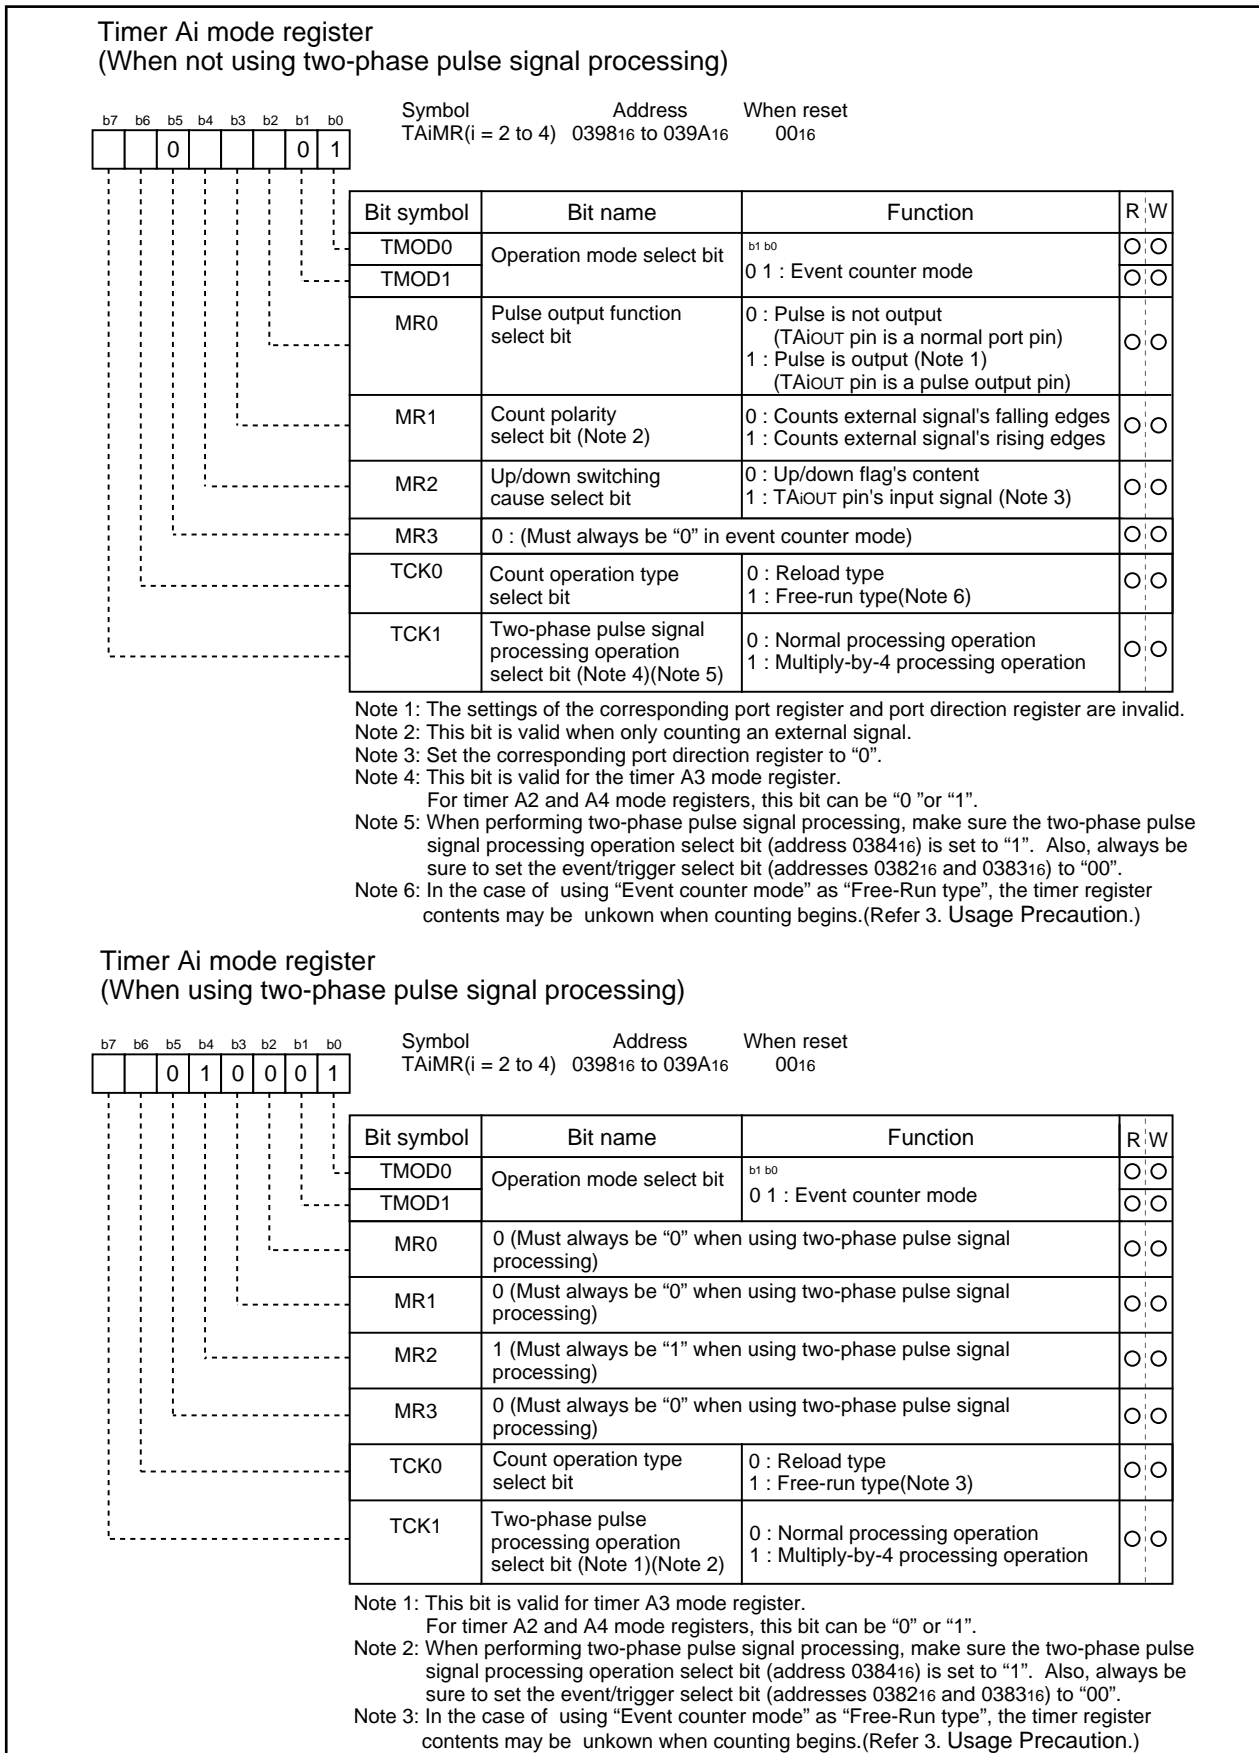 Timer Ai mode register
(When not using two-phase pulse signal processing)
Symbol Address When reset
TAiMR(i = 2 to 4) 039816 to 039A16 0016
b7 b6 b5 b4 b3 b2 b1 b0
0 0 1
Bit symbol Bit name Function R W
TMOD0 Operation mode select bit b1 b0
TMOD1 0 1 : Event counter mode
MR0 Pulse output function select bit
0 : Pulse is not output
(TAiOUT pin is a normal port pin)
1 : Pulse is output (Note 1)
(TAiOUT pin is a pulse output pin)
MR1 Count polarity select bit (Note 2)
0 : Counts external signal's falling edges
1 : Counts external signal's rising edges
MR2 Up/down switching cause select bit
0 : Up/down flag's content
1 : TAiOUT pin's input signal (Note 3)
MR3 0 : (Must always be “0” in event counter mode)
TCK0 Count operation type select bit
0 : Reload type
1 : Free-run type(Note 6)
TCK1 Two-phase pulse signal processing operation select bit (Note 4)(Note 5)
0 : Normal processing operation
1 : Multiply-by-4 processing operation
Note 1: The settings of the corresponding port register and port direction register are invalid.
Note 2: This bit is valid when only counting an external signal.
Note 3: Set the corresponding port direction register to “0”.
Note 4: This bit is valid for the timer A3 mode register.
For timer A2 and A4 mode registers, this bit can be “0 ”or “1”.
Note 5: When performing two-phase pulse signal processing, make sure the two-phase pulse
signal processing operation select bit (address 038416) is set to “1”. Also, always be
sure to set the event/trigger select bit (addresses 038216 and 038316) to “00”.
Note 6: In the case of using “Event counter mode” as “Free-Run type”, the timer register
contents may be unkown when counting begins.(Refer 3. Usage Precaution.)
Timer Ai mode register
(When using two-phase pulse signal processing)
Symbol Address When reset
TAiMR(i = 2 to 4) 039816 to 039A16 0016
b7 b6 b5 b4 b3 b2 b1 b0
0 1 0 0 0 1
Bit symbol Bit name Function R W
TMOD0 Operation mode select bit b1 b0
TMOD1 0 1 : Event counter mode
MR0 0 (Must always be “0” when using two-phase pulse signal
processing)
MR1 0 (Must always be “0” when using two-phase pulse signal
processing)
MR2 1 (Must always be “1” when using two-phase pulse signal
processing)
MR3 0 (Must always be “0” when using two-phase pulse signal
processing)
TCK0 Count operation type select bit
0 : Reload type
1 : Free-run type(Note 3)
TCK1 Two-phase pulse processing operation select bit (Note 1)(Note 2)
0 : Normal processing operation
1 : Multiply-by-4 processing operation
Note 1: This bit is valid for timer A3 mode register.
For timer A2 and A4 mode registers, this bit can be “0” or “1”.
Note 2: When performing two-phase pulse signal processing, make sure the two-phase pulse
signal processing operation select bit (address 038416) is set to “1”. Also, always be
sure to set the event/trigger select bit (addresses 038216 and 038316) to “00”.
Note 3: In the case of using “Event counter mode” as “Free-Run type”, the timer register
contents may be unkown when counting begins.(Refer 3. Usage Precaution.)